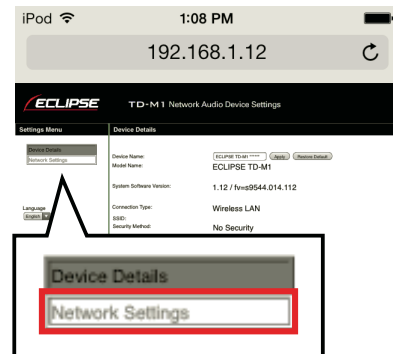 iPod 1:08 PM
192.168.1.12
ECLIPSE TD-M1 Network Audio Device Settings
Settings Menu Device Details
Device Details
Network Settings
Device Name: ECLIPSE TD-M1 ****** Apply Restore Default
Model Name: ECLIPSE TD-M1
System Software Version: 1.12 / fv=s9544.014.112
Language
English
Connection Type: Wireless LAN
SSID:
Security Method: No Security
Device Details
Network Settings